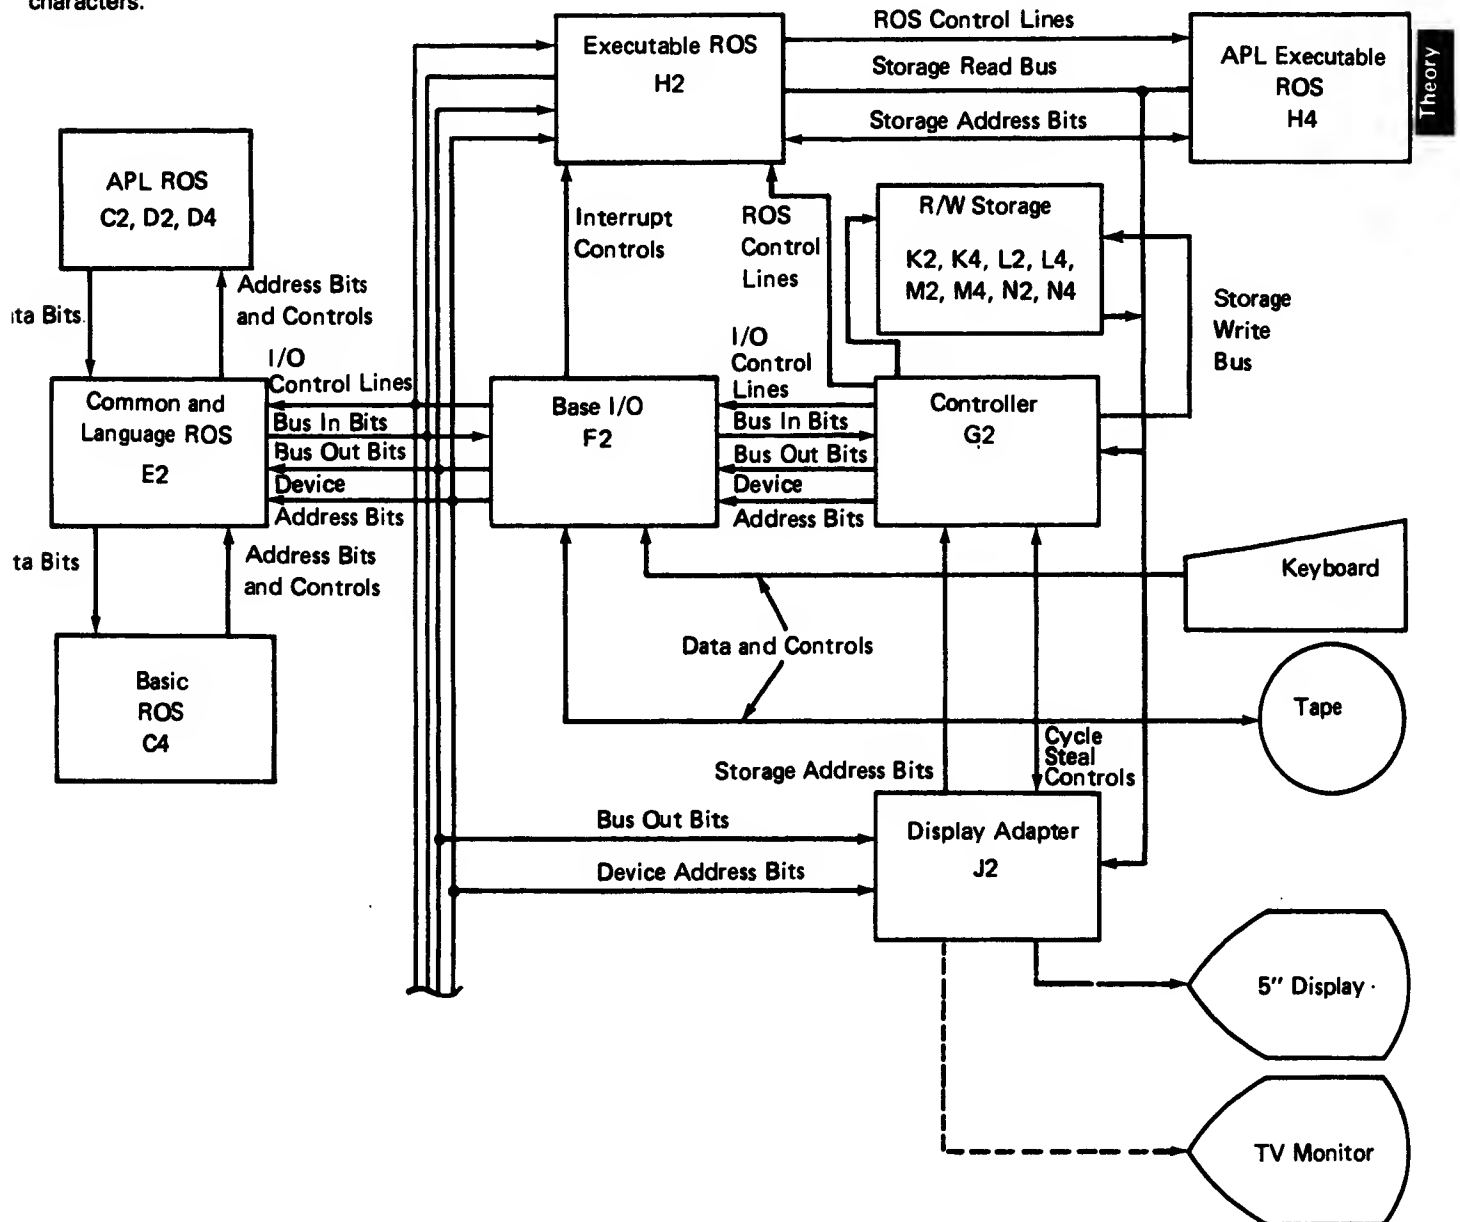 characters.
ROS Control Lines
Executable ROS
H2
Storage Read Bus
APL Executable
ROS
H4
Theory
Storage Address Bits
APL ROS
C2, D2, D4
Interrupt
Controls
ROS
Control
Lines
R/W Storage
K2, K4, L2, L4,
M2, M4, N2, N4
Address Bits
and Controls
ta Bits
Storage
Write
Bus
I/O
Control Lines
I/O
Control
Lines
Common and
Language ROS
E2
Bus In Bits
Bus Out Bits
Device
Address Bits
Base I/O
F2
Bus In Bits
Bus Out Bits
Device
Address Bits
Controller
G2
ta Bits
Address Bits
and Controls
Keyboard
Data and Controls
Basic
ROS
C4
Tape
Cycle
Steal
Controls
Storage Address Bits
Bus Out Bits
Display Adapter
J2
Device Address Bits
5" Display
TV Monitor